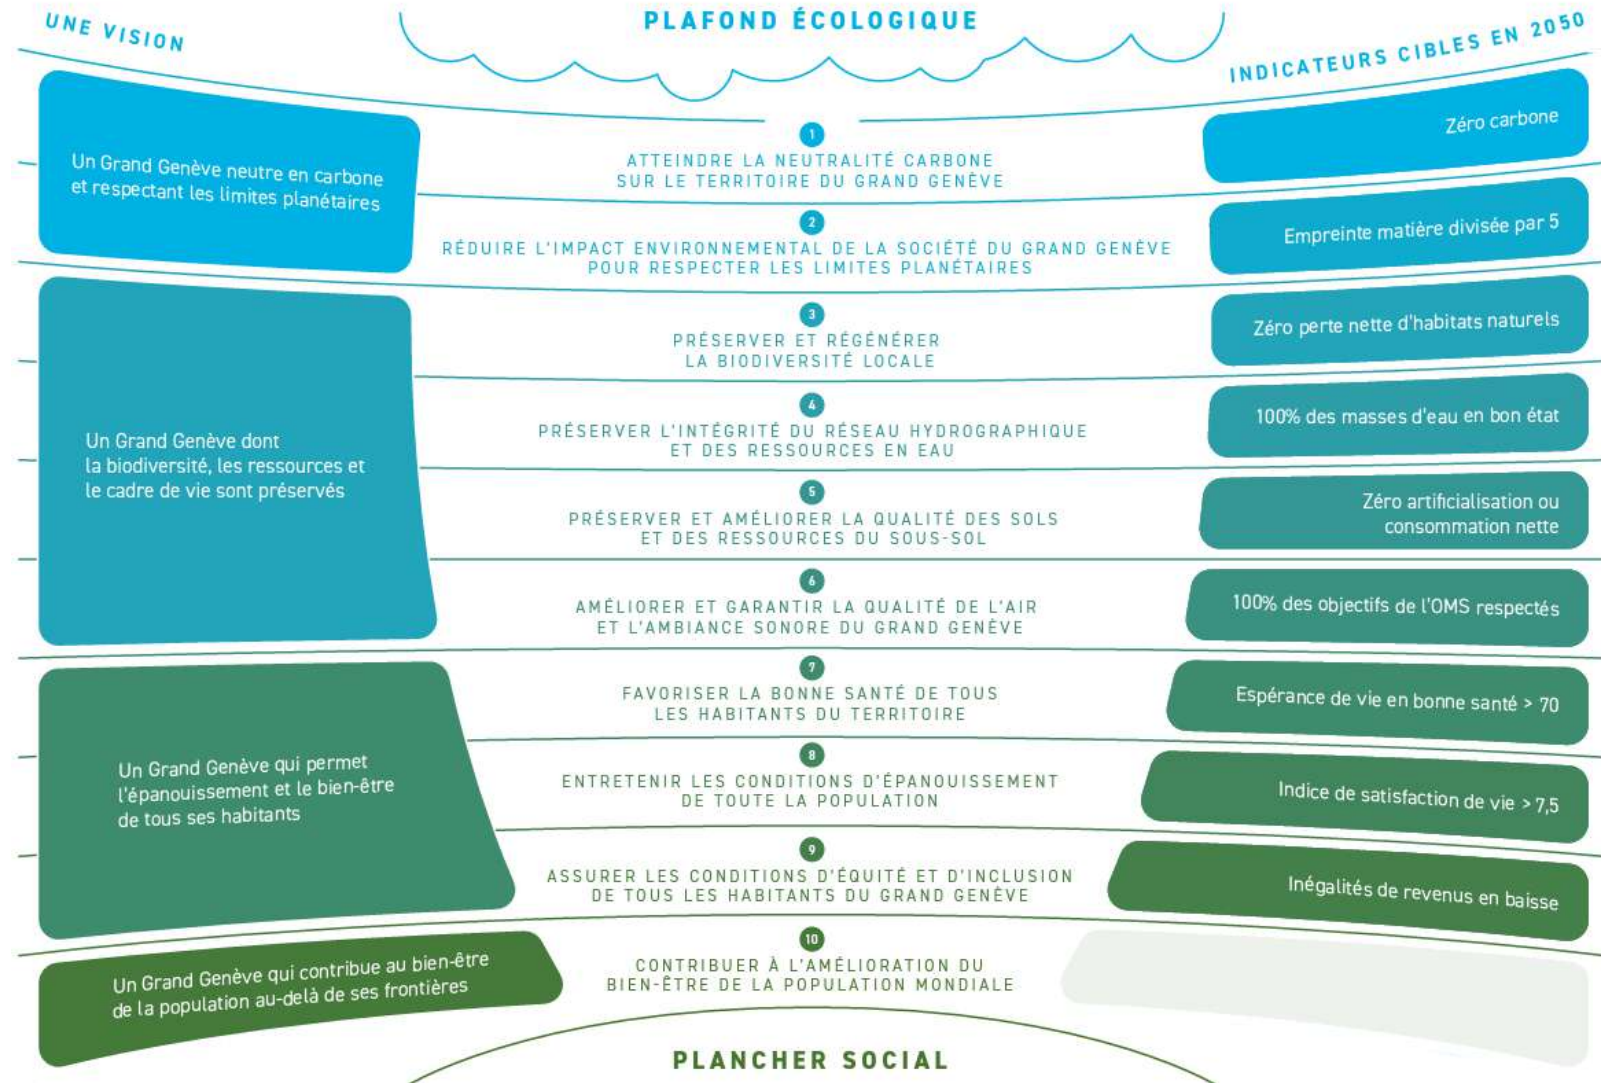 UNE VISION
PLAFOND ÉCOLOGIQUE
INDICATEURS CIBLES EN 2050
Un Grand Genève neutre en carbone
et respectant les limites planétaires
1
ATTEINDRE LA NEUTRALITÉ CARBONE
SUR LE TERRITOIRE DU GRAND GENÈVE
Zéro carbone
2
RÉDUIRE L'IMPACT ENVIRONNEMENTAL DE LA SOCIÉTÉ DU GRAND GENÈVE
POUR RESPECTER LES LIMITES PLANÉTAIRES
Empreinte matière divisée par 5
Un Grand Genève dont
la biodiversité, les ressources et
le cadre de vie sont préservés
3
PRÉSERVER ET RÉGÉNÉRER
LA BIODIVERSITÉ LOCALE
Zéro perte nette d'habitats naturels
4
PRÉSERVER L'INTÉGRITÉ DU RÉSEAU HYDROGRAPHIQUE
ET DES RESSOURCES EN EAU
100% des masses d'eau en bon état
5
PRÉSERVER ET AMÉLIORER LA QUALITÉ DES SOLS
ET DES RESSOURCES DU SOUS-SOL
Zéro artificialisation ou
consommation nette
6
AMÉLIORER ET GARANTIR LA QUALITÉ DE L'AIR
ET L'AMBIANCE SONORE DU GRAND GENÈVE
100% des objectifs de l'OMS respectés
Un Grand Genève qui permet
l'épanouissement et le bien-être
de tous ses habitants
7
FAVORISER LA BONNE SANTÉ DE TOUS
LES HABITANTS DU TERRITOIRE
Espérance de vie en bonne santé > 70
8
ENTRETENIR LES CONDITIONS D'ÉPANOUISSEMENT
DE TOUTE LA POPULATION
Indice de satisfaction de vie > 7,5
9
ASSURER LES CONDITIONS D'ÉQUITÉ ET D'INCLUSION
DE TOUS LES HABITANTS DU GRAND GENÈVE
Inégalités de revenus en baisse
Un Grand Genève qui contribue au bien-être
de la population au-delà de ses frontières
10
CONTRIBUER À L'AMÉLIORATION DU
BIEN-ÊTRE DE LA POPULATION MONDIALE
PLANCHER SOCIAL